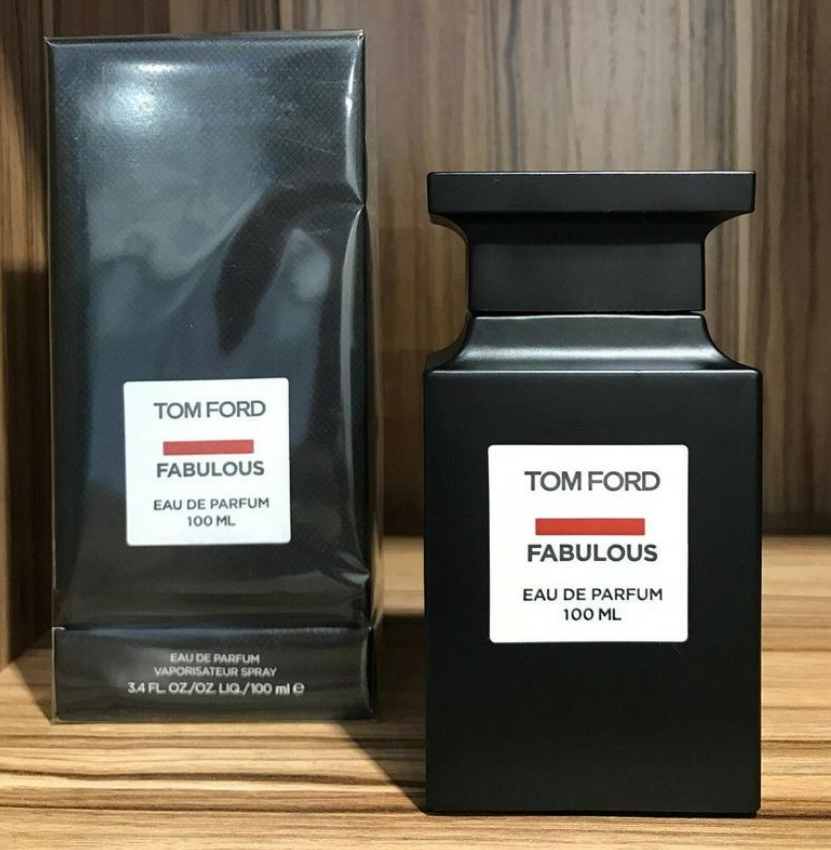 TOM FORD
FABULOUS
EAU DE PARFUM
100 ML
EAU DE PARFUM
VAPORISATEUR SPRAY
3.4 FL. OZ./OZ. LIQ./100 ml ℮
TOM FORD
FABULOUS
EAU DE PARFUM
100 ML